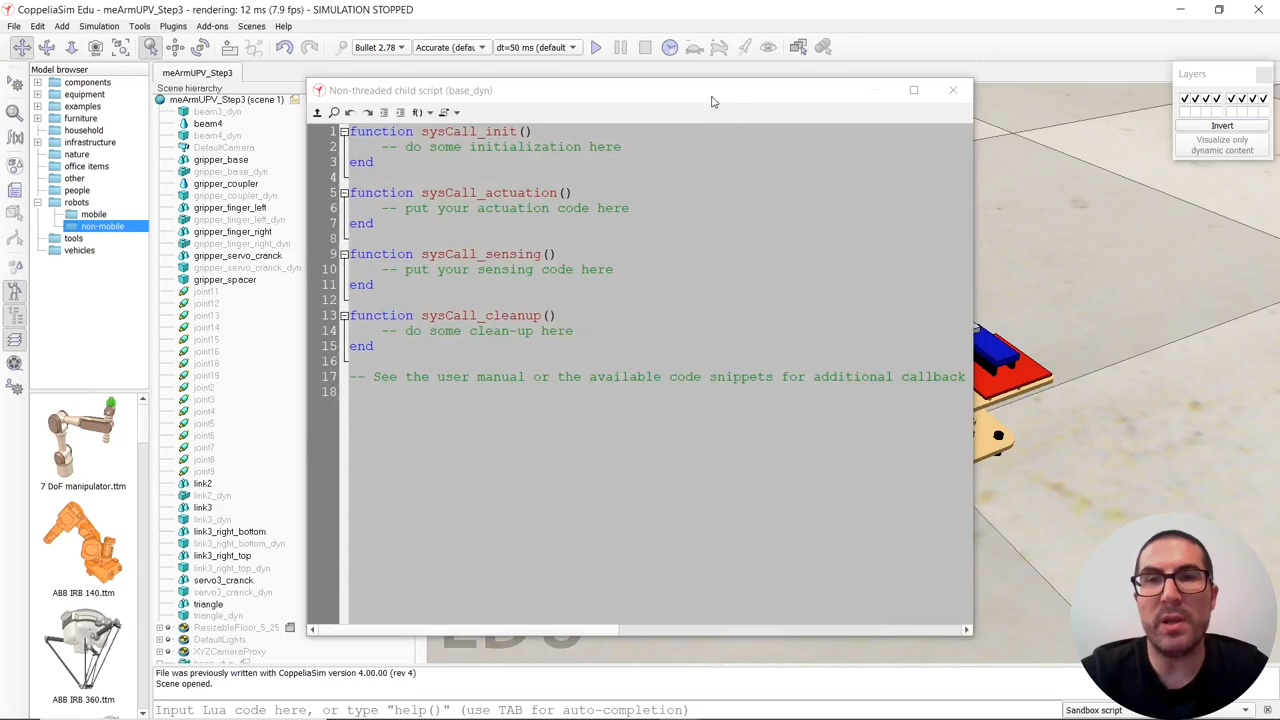 CoppeliaSim Edu - meArmUPV_Step3 - rendering: 12 ms (7.9 fps) - SIMULATION STOPPED
File Edit Add Simulation Tools Plugins Add-ons Scenes Help
Bullet 2.78 Accurate (defau dt=50 ms (default)
Model browser
components
equipment
examples
furniture
household
infrastructure
nature
office items
other
people
robots
mobile
non-mobile
tools
vehicles
7 DoF manipulator.ttm
ABB IRB 140.ttm
ABB IRB 360.ttm
meArmUPV_Step3
Scene hierarchy
meArmUPV_Step3 (scene 1)
beam3_dyn
beam4
beam4_dyn
DefaultCamera
gripper_base
gripper_base_dyn
gripper_coupler
gripper_coupler_dyn
gripper_finger_left
gripper_finger_left_dyn
gripper_finger_right
gripper_finger_right_dyn
gripper_servo_cranck
gripper_servo_cranck_dyn
gripper_spacer
joint11
joint12
joint13
joint14
joint15
joint16
joint18
joint19
joint2
joint3
joint4
joint5
joint6
joint7
joint8
joint9
link2
link2_dyn
link3
link3_dyn
link3_right_bottom
link3_right_bottom_dyn
link3_right_top
link3_right_top_dyn
servo3_cranck
servo3_cranck_dyn
triangle
triangle_dyn
ResizableFloor_5_25
DefaultLights
XYZCameraProxy
Non-threaded child script (base_dyn)
f()
1 function sysCall_init()
2 -- do some initialization here
3 end
4
5 function sysCall_actuation()
6 -- put your actuation code here
7 end
8
9 function sysCall_sensing()
10 -- put your sensing code here
11 end
12
13 function sysCall_cleanup()
14 -- do some clean-up here
15 end
16
17 -- See the user manual or the available code snippets for additional callback
18
Layers
Invert
Visualize only
dynamic content
EDU
File was previously written with CoppeliaSim version 4.00.00 (rev 4)
Scene opened.
Input Lua code here, or type "help()" (use TAB for auto-completion)
Sandbox script